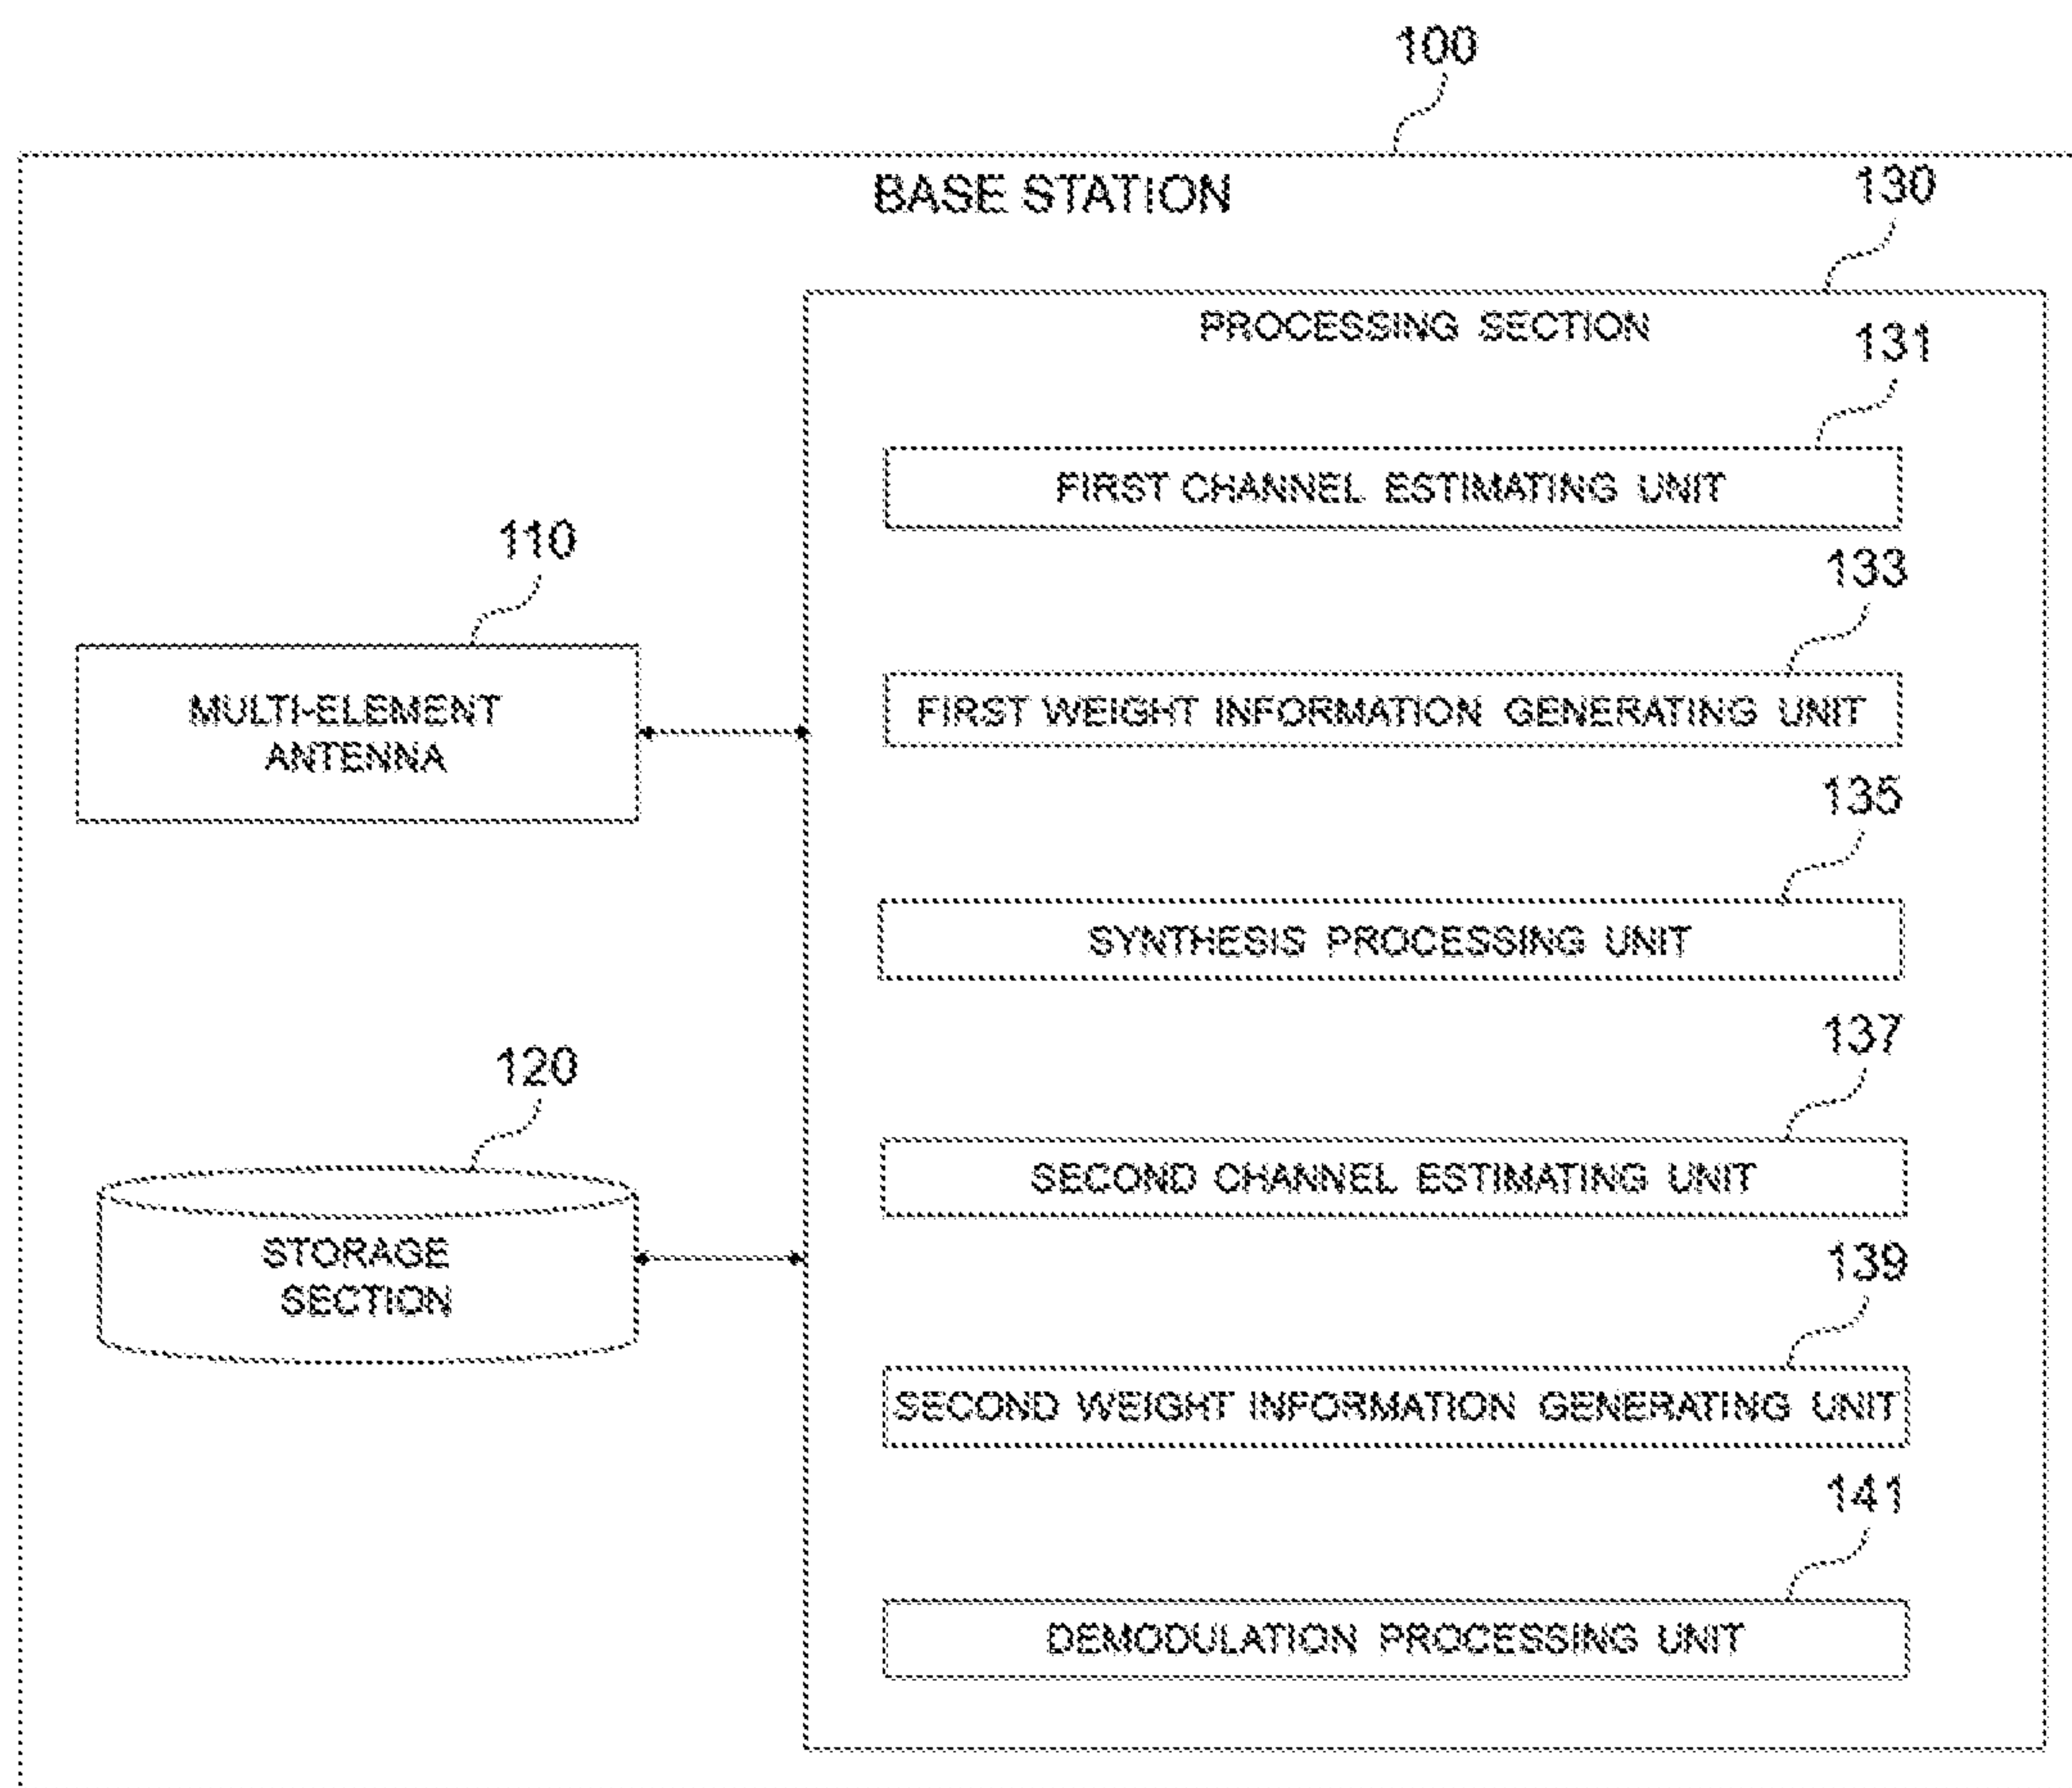 100
BASE STATION
130
PROCESSING SECTION
131
FIRST CHANNEL ESTIMATING UNIT
110
133
MULTI-ELEMENT
ANTENNA
FIRST WEIGHT INFORMATION GENERATING UNIT
135
SYNTHESIS PROCESSING UNIT
137
120
SECOND CHANNEL ESTIMATING UNIT
STORAGE
SECTION
139
SECOND WEIGHT INFORMATION GENERATING UNIT
141
DEMODULATION PROCESSING UNIT